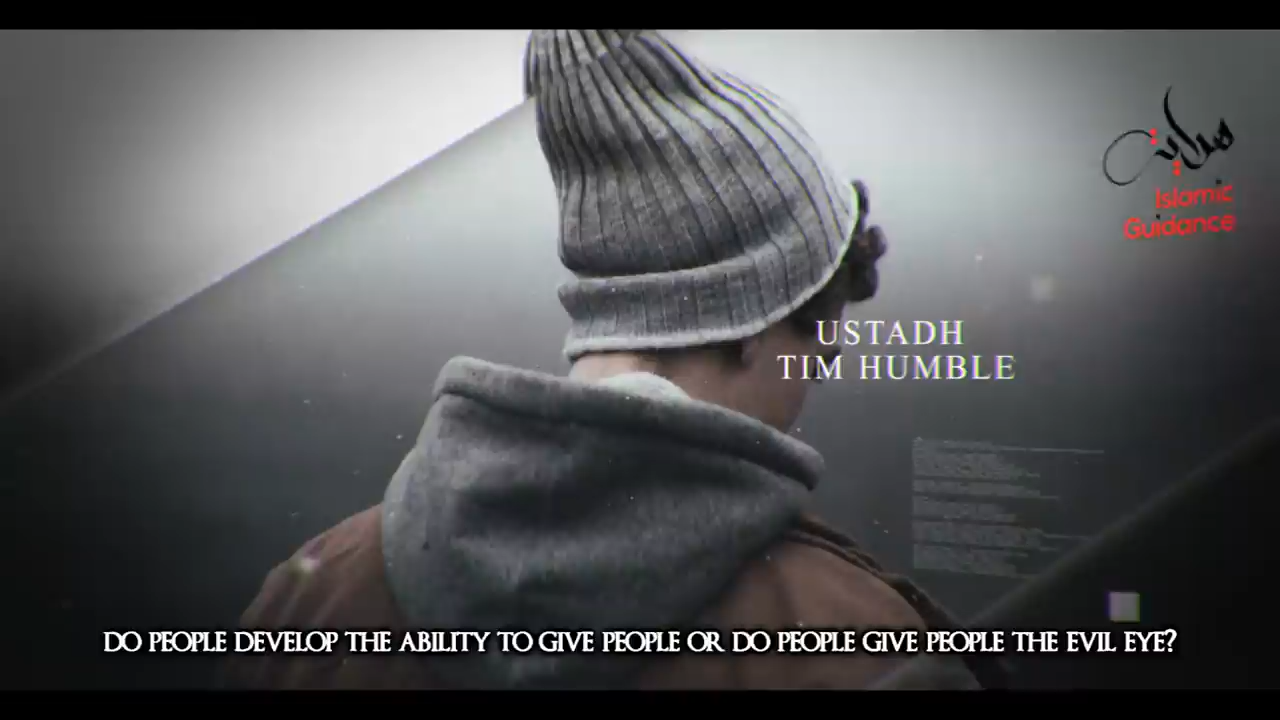 هداية
Islamic
Guidance
USTADH
TIM HUMBLE
DO PEOPLE DEVELOP THE ABILITY TO GIVE PEOPLE OR DO PEOPLE GIVE PEOPLE THE EVIL EYE?